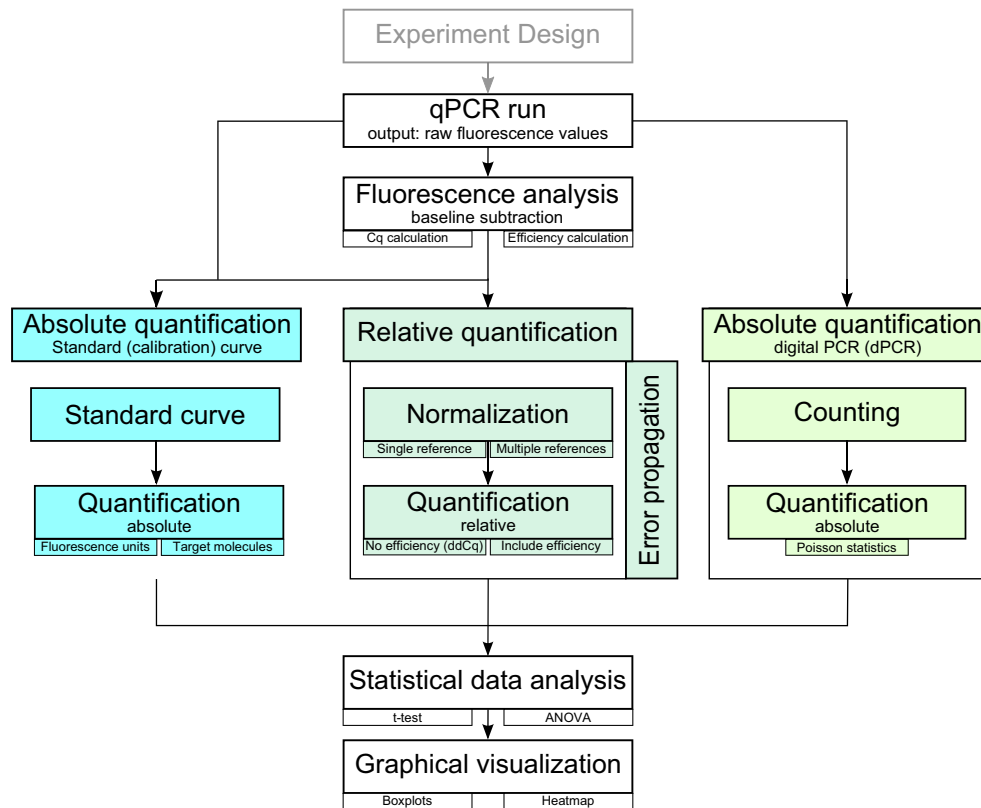 Experiment Design
qPCR run
output: raw fluorescence values
Fluorescence analysis
baseline subtraction
Cq calculation
Efficiency calculation
Absolute quantification
Standard (calibration) curve
Standard curve
Quantification
absolute
Fluorescence units
Target molecules
Relative quantification
Normalization
Single reference
Multiple references
Quantification
relative
No efficiency (ddCq)
Include efficiency
Error propagation
Absolute quantification
digital PCR (dPCR)
Counting
Quantification
absolute
Poisson statistics
Statistical data analysis
t-test
ANOVA
Graphical visualization
Boxplots
Heatmap